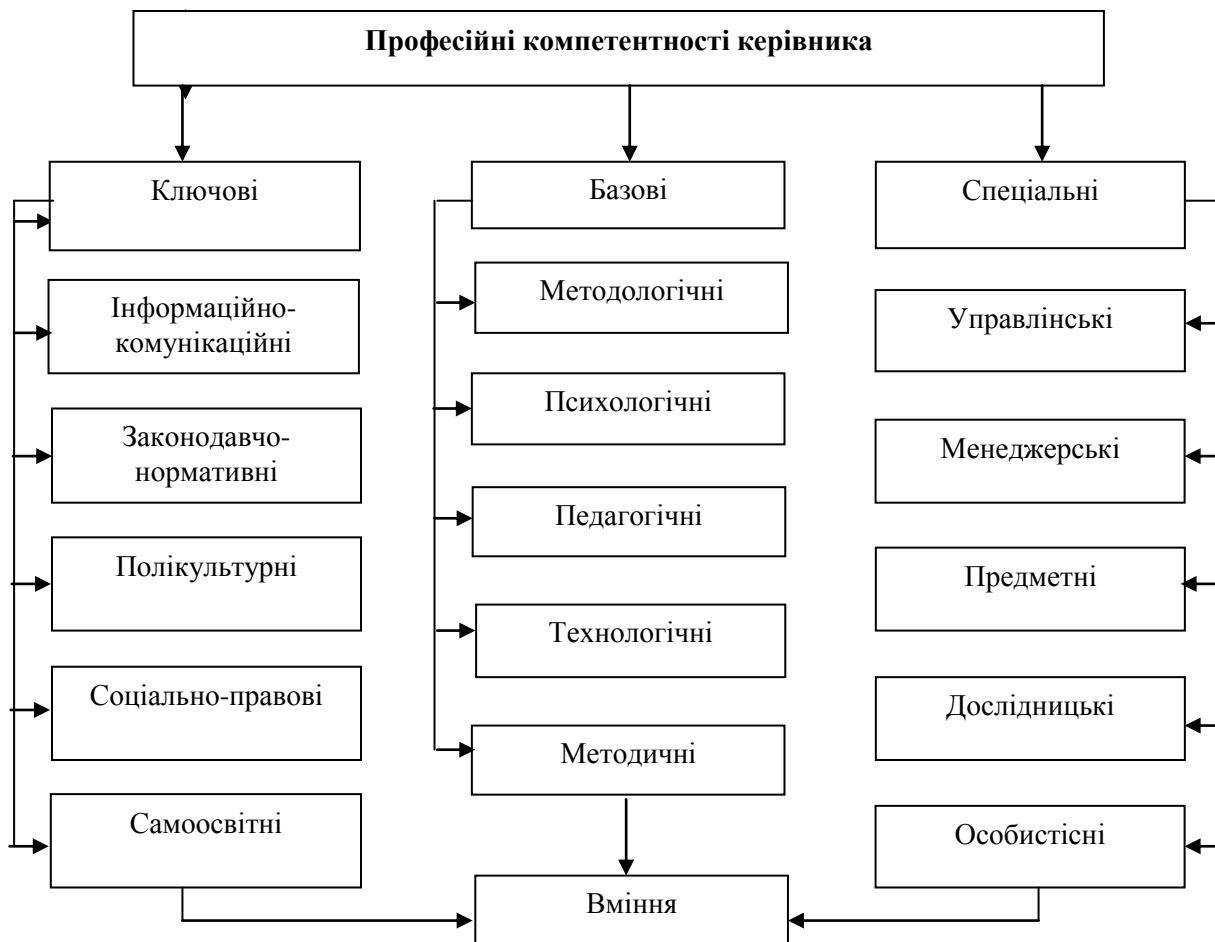 Професійні компетентності керівника
Ключові
Базові
Спеціальні
Інформаційно-
комунікаційні
Методологічні
Управлінські
Законодавчо-
нормативні
Психологічні
Менеджерські
Полікультурні
Педагогічні
Предметні
Соціально-правові
Технологічні
Дослідницькі
Самоосвітні
Методичні
Особистісні
Вміння